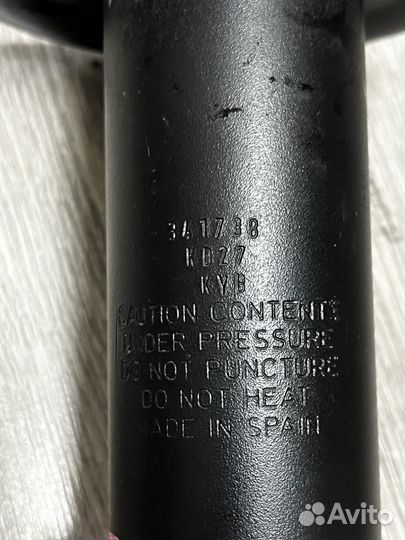 341738
KD27
KYB
CAUTION CONTENTS
UNDER PRESSURE
DO NOT PUNCTURE
DO NOT HEAT
MADE IN SPAIN
Avito